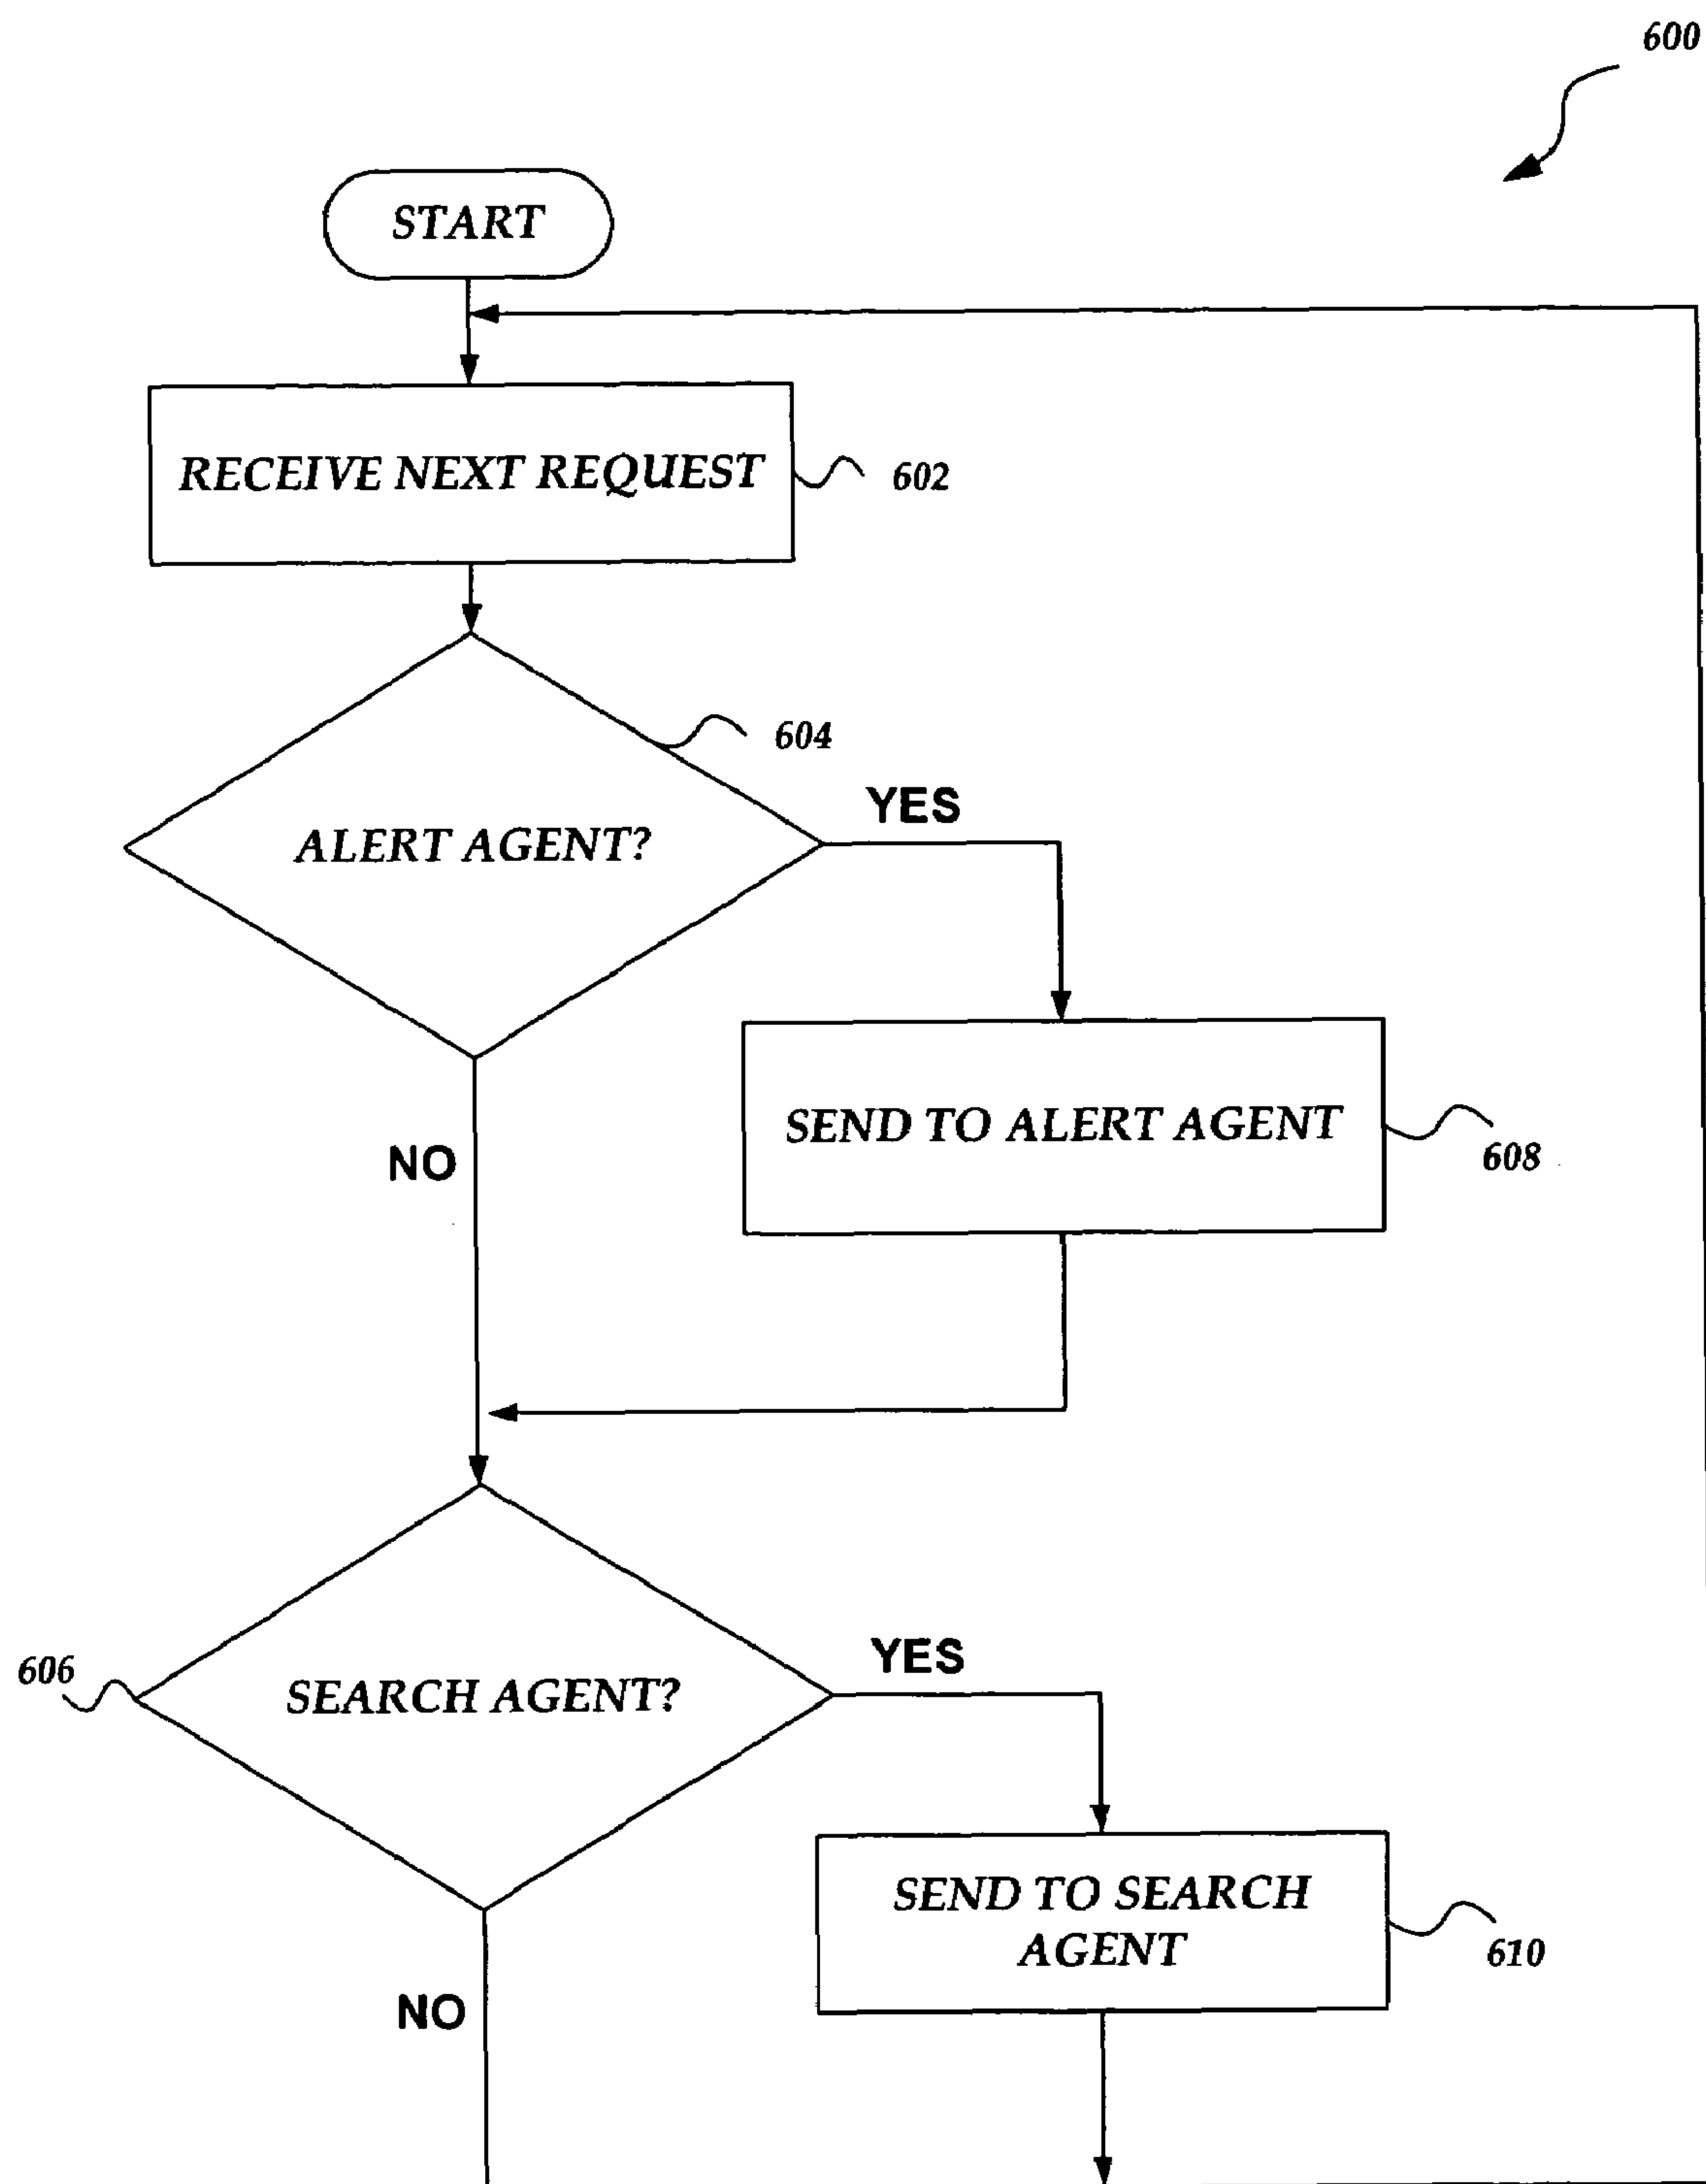 600
START
RECEIVE NEXT REQUEST
602
604
YES
ALERT AGENT?
SEND TO ALERT AGENT
608
NO
606
YES
SEARCH AGENT?
SEND TO SEARCH
AGENT
610
NO